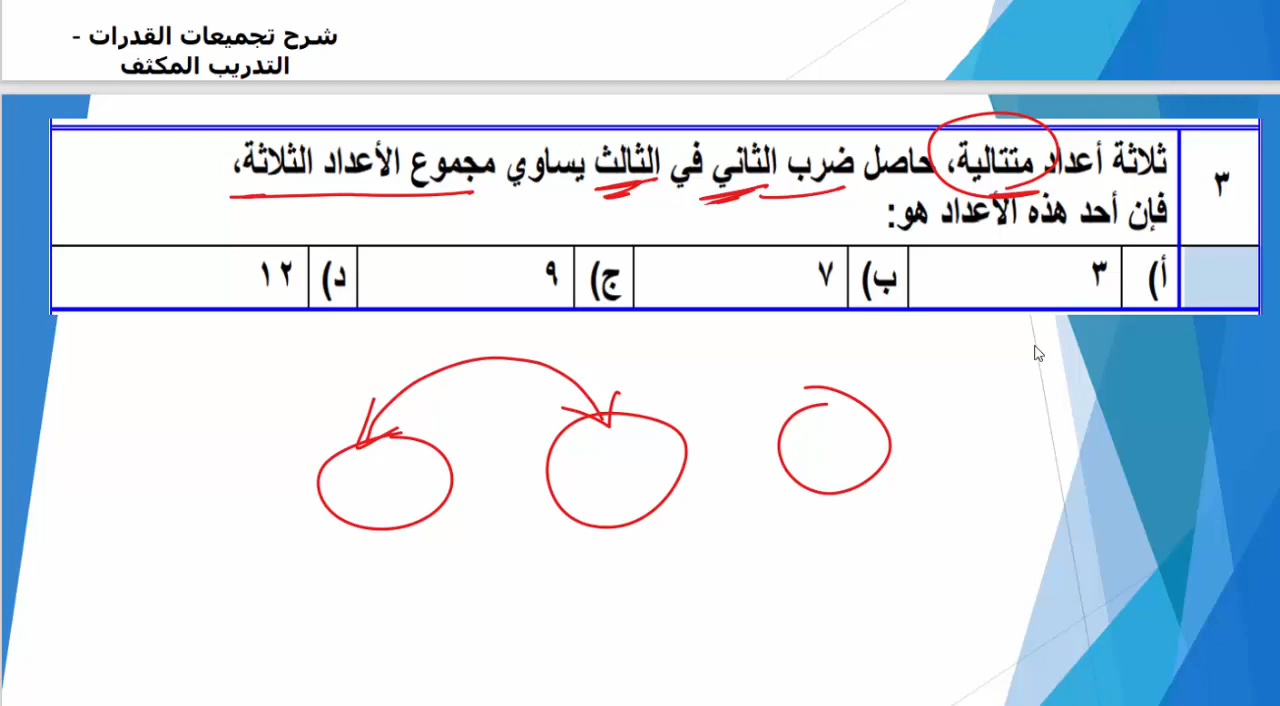 شرح تجميعات القدرات -
التدريب المكثف
٣
ثلاثة أعداد متتالية، حاصل ضرب الثاني في الثالث يساوي مجموع الأعداد الثلاثة،
فإن أحد هذه الأعداد هو:
أ) ٣ ب) ٧ ج) ٩ د) ١٢